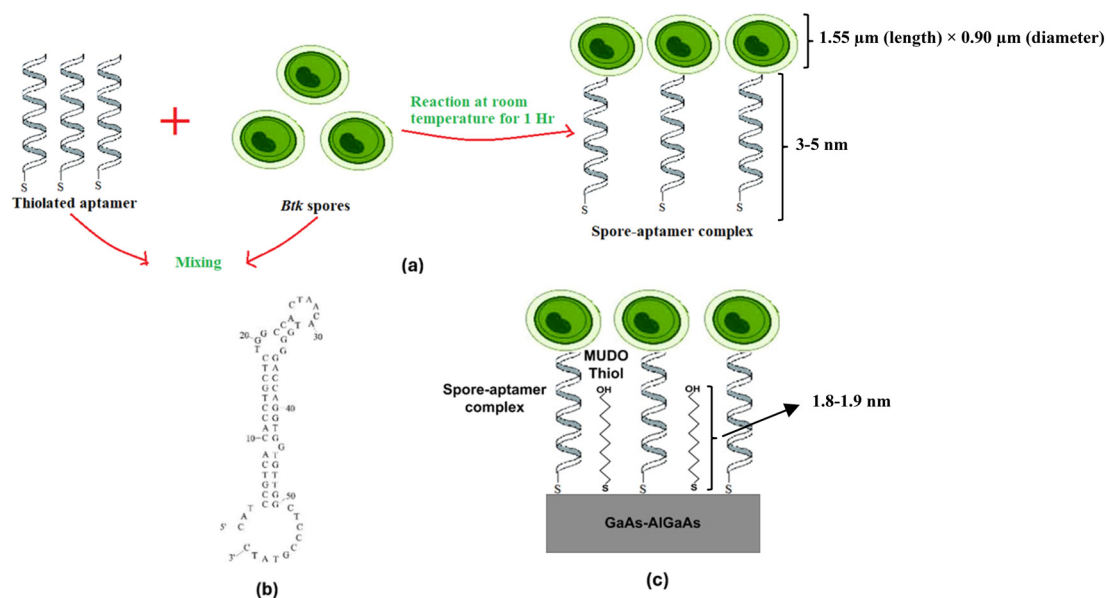 1.55 µm (length) × 0.90 µm (diameter)
Reaction at room
temperature for 1 Hr
3-5 nm
S
S
S
Thiolated aptamer
Btk spores
S
S
S
Spore-aptamer complex
Mixing
(a)
5'
C A T C C G T C A C A C C T G C T C T G G C C A C T A A C A T G G G G A C C A G G T G G T G T T G G C T C C C G T A T C
3'
10
20
30
40
50
(b)
MUDO
Thiol
Spore-aptamer
complex
OH
OH
1.8-1.9 nm
S
S
S
S
S
GaAs-AlGaAs
(c)